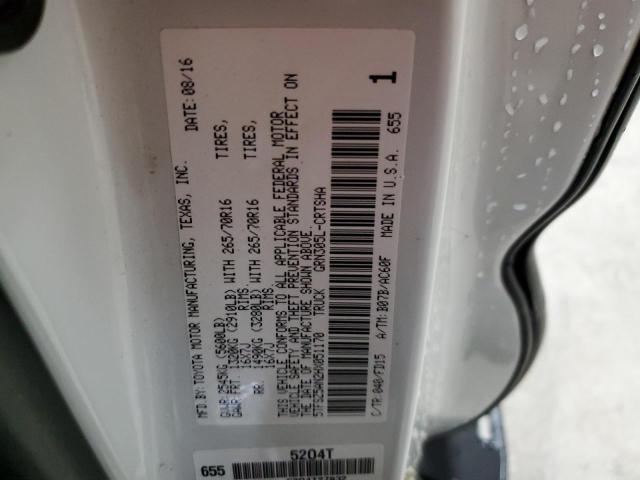 MFD. BY: TOYOTA MOTOR MANUFACTURING, TEXAS, INC. DATE: 08/16
GVWR: 2545KG (5600LB)
GAWR FRT: 1320KG (2910LB) WITH 265/70R16 TIRES,
16X7J RIMS,
RR: 1490KG (3280LB) WITH 265/70R16 TIRES,
16X7J RIMS,
THIS VEHICLE CONFORMS TO ALL APPLICABLE FEDERAL MOTOR
VEHICLE SAFETY AND THEFT PREVENTION STANDARDS IN EFFECT ON
THE DATE OF MANUFACTURE SHOWN ABOVE.
TRUCK GRN305L-CRTSHA
C/TR: 040/FD15 A/TM: B07B/AC60F MADE IN U.S.A. 655
1
655 5204T